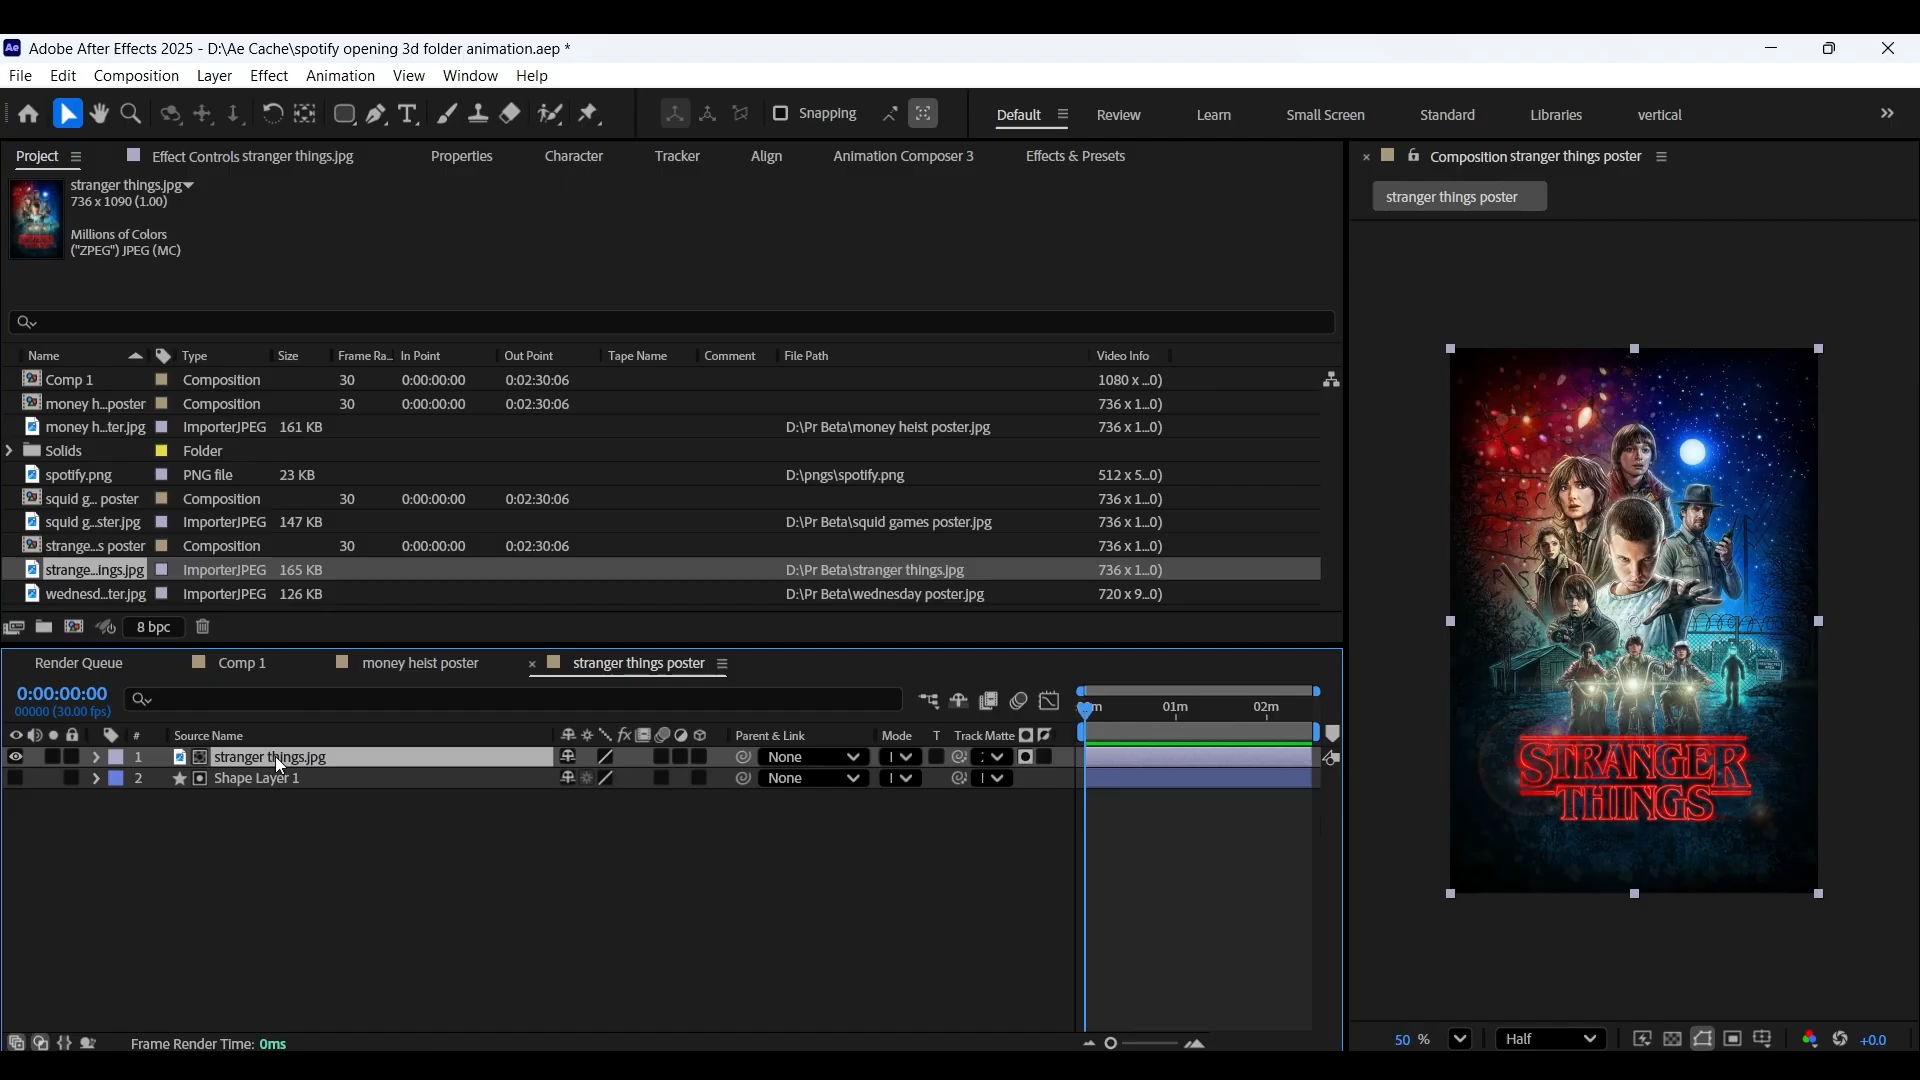 Ae Adobe After Effects 2025 - D:\Ae Cache\spotify opening 3d folder animation.aep *
File Edit Composition Layer Effect Animation View Window Help
T Snapping Default Review Learn Small Screen Standard Libraries vertical
Project Effect Controls stranger things.jpg Properties Character Tracker Align Animation Composer 3 Effects & Presets
Composition stranger things poster
stranger things.jpg
736 x 1090 (1.00)
Millions of Colors
("ZPEG") JPEG (MC)
stranger things poster
Name Type Size Frame Ra... In Point Out Point Tape Name Comment File Path Video Info
Comp 1 Composition 30 0:00:00:00 0:02:30:06 1080 x ...0)
money h...poster Composition 30 0:00:00:00 0:02:30:06 736 x 1...0)
money h...ter.jpg ImporterJPEG 161 KB D:\Pr Beta\money heist poster.jpg 736 x 1...0)
Solids Folder
spotify.png PNG file 23 KB D:\pngs\spotify.png 512 x 5...0)
squid g... poster Composition 30 0:00:00:00 0:02:30:06 736 x 1...0)
squid g...ster.jpg ImporterJPEG 147 KB D:\Pr Beta\squid games poster.jpg 736 x 1...0)
strange...s poster Composition 30 0:00:00:00 0:02:30:06 736 x 1...0)
strange...ings.jpg ImporterJPEG 165 KB D:\Pr Beta\stranger things.jpg 736 x 1...0)
wednesd...ter.jpg ImporterJPEG 126 KB D:\Pr Beta\wednesday poster.jpg 720 x 9...0)
8 bpc
Render Queue Comp 1 money heist poster stranger things poster
0:00:00:00
00000 (30.00 fps)
01m 02m
# Source Name Parent & Link Mode T Track Matte
1 stranger things.jpg None
2 Shape Layer 1 None
Frame Render Time: 0ms
A B C
J K
R S
STRANGER
THINGS
50 % Half +0.0